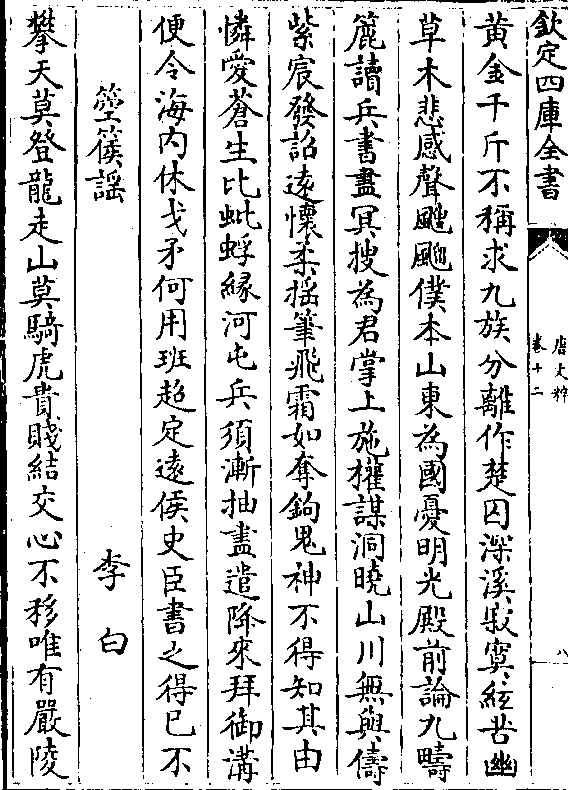 欽定四庫全書
唐文粹
卷十二
八
黄金千斤不稱求九族分離作楚囚深溪寂寞絃苦幽
草木悲感聲颼飀僕本山東為國憂明光殿前論九疇
簏讀兵書盡冥搜為君掌上施權謀洞曉山川無與儔
紫宸發詔遠懷柔揺筆飛霜如奪鉤鬼神不得知其由
憐愛蒼生比蚍蜉緣河屯兵須漸抽盡遣降來拜御溝
便令海内休戈矛何用班超定遠侯史臣書之得已不
箜篌謡　李白
攀天莫登龍走山莫騎虎貴賤結交心不移唯有嚴陵